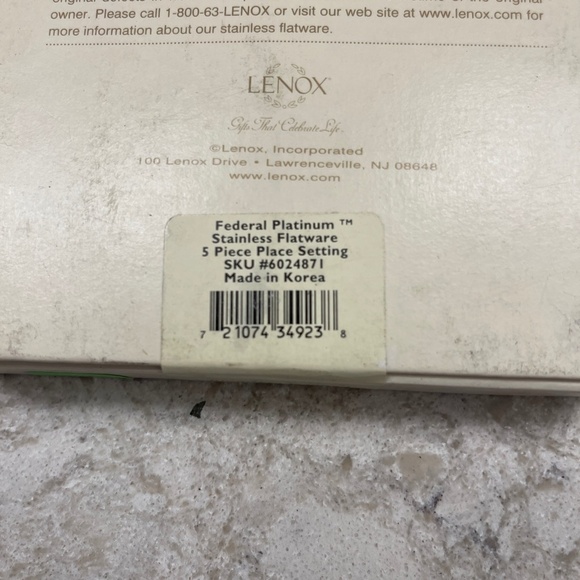 owner. Please call 1-800-63-LENOX or visit our web site at www.lenox.com for
more information about our stainless flatware.
LENOX
Gifts That Celebrate Life.
©Lenox, Incorporated
100 Lenox Drive • Lawrenceville, NJ 08648
www.lenox.com
Federal Platinum ™
Stainless Flatware
5 Piece Place Setting
SKU #6024871
Made in Korea
7 21074 34923 8